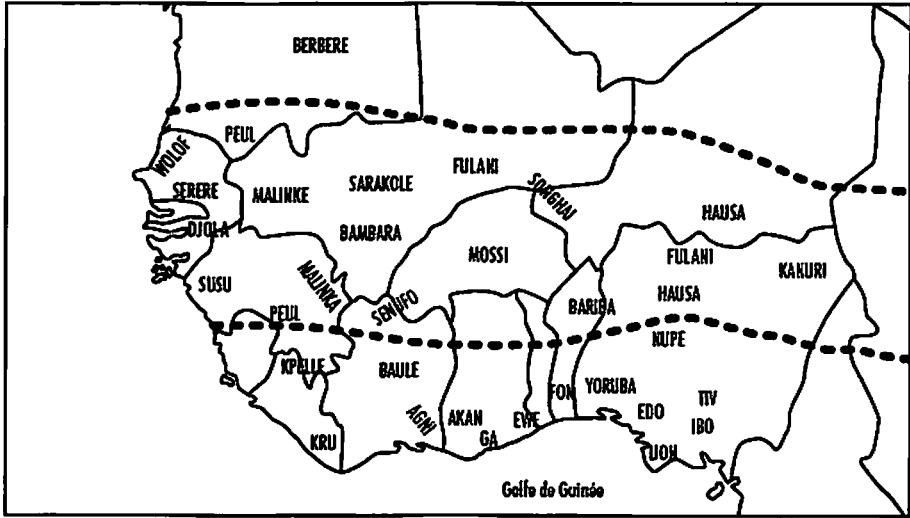 BERBERE
PEUL
WOLOF
FULANI
SARAKOLE
SERERE
MALINKE
SONGHAI
HAUSA
DJOLA
BAMBARA
MOSSI
FULANI
KAKURI
SUSU
MALINKA
HAUSA
BARIBA
SENUFO
PEUL
NUPE
KPELLE
BAULE
YORUBA
FON
TIV
EDO
AGNI
AKAN
EWE
IBO
GA
KRU
IJOH
Golfe de Guinée